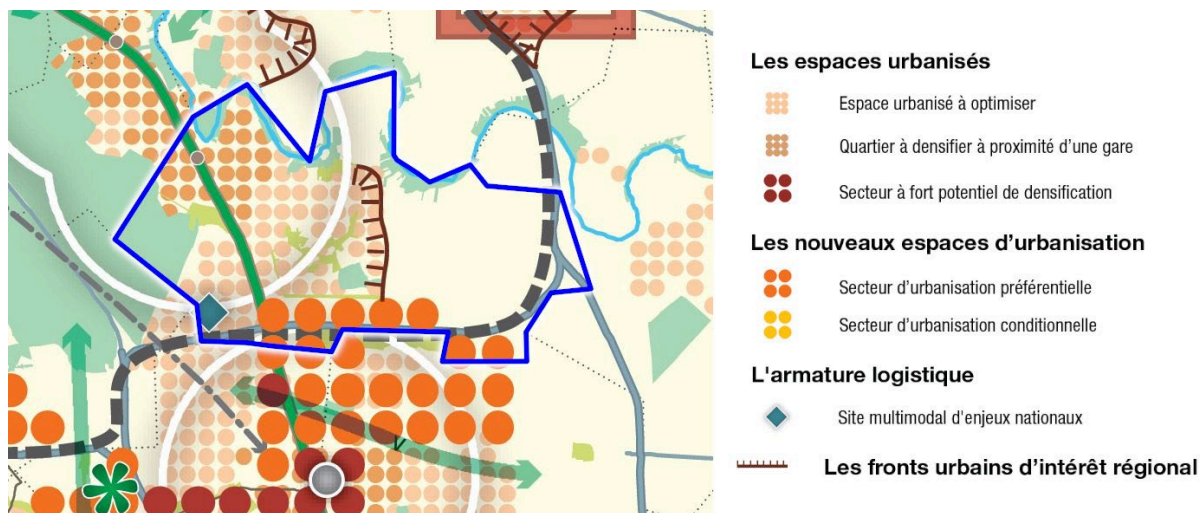 Les espaces urbanisés
Espace urbanisé à optimiser
Quartier à densifier à proximité d'une gare
Secteur à fort potentiel de densification
Les nouveaux espaces d'urbanisation
Secteur d'urbanisation préférentielle
Secteur d'urbanisation conditionnelle
L'armature logistique
Site multimodal d'enjeux nationaux
Les fronts urbains d'intérêt régional